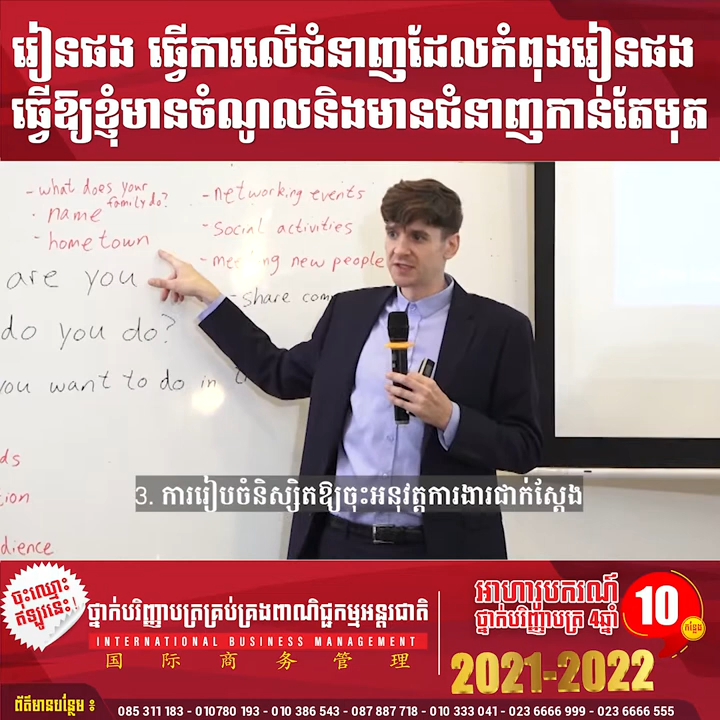 រៀនផង ធ្វើការលើជំនាញដែលកំពុងរៀនផង
ធ្វើឱ្យខ្ញុំមានចំណូលនិងមានជំនាញកាន់តែមុត
- what does your
family do?
- name
- hometown
- networking events
- social activities
- meeting new people
- share com
are you
do you do?
you want to do in
ds
ion
dience
3. ការរៀបចំនិស្សិតឱ្យចុះអនុវត្តការងារជាក់ស្តែង
ចុះឈ្មោះ
ឥឡូវនេះ!
ថ្នាក់បរិញ្ញាបត្រគ្រប់គ្រងពាណិជ្ជកម្មអន្តរជាតិ
INTERNATIONAL BUSINESS MANAGEMENT
国际商务管理
អាហារូបករណ៍
ថ្នាក់បរិញ្ញាបត្រ 4ឆ្នាំ
10
កន្លែង
2021-2022
ព័ត៌មានបន្ថែម ៖
085 311 183 - 010780 193 - 010 386 543 - 087 887 718 - 010 333 041 - 023 6666 999 - 023 6666 555